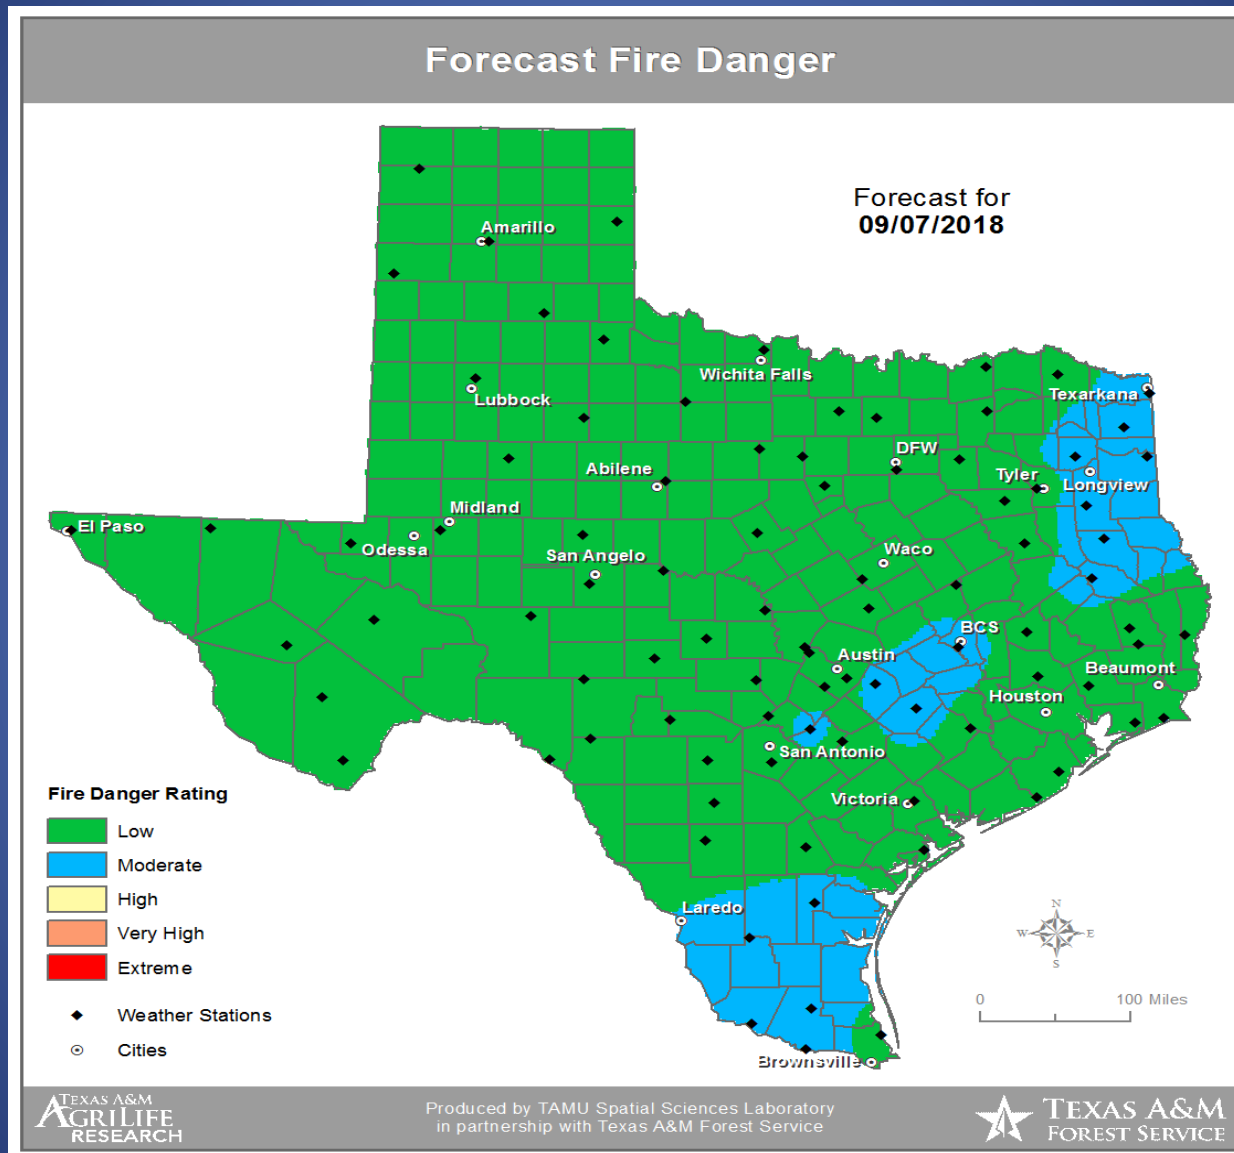 Forecast Fire Danger
Forecast for
09/07/2018
Amarillo
Wichita Falls
Lubbock
Texarkana
DFW
Abilene
Tyler
Longview
Midland
El Paso
Odessa
San Angelo
Waco
BCS
Austin
Beaumont
Houston
San Antonio
Victoria
Fire Danger Rating
Low
Moderate
High
Very High
Extreme
Weather Stations
Cities
Laredo
Brownsville
N
W E
S
0 100 Miles
TEXAS A&M
AGRILIFE
RESEARCH
Produced by TAMU Spatial Sciences Laboratory
in partnership with Texas A&M Forest Service
TEXAS A&M
FOREST SERVICE